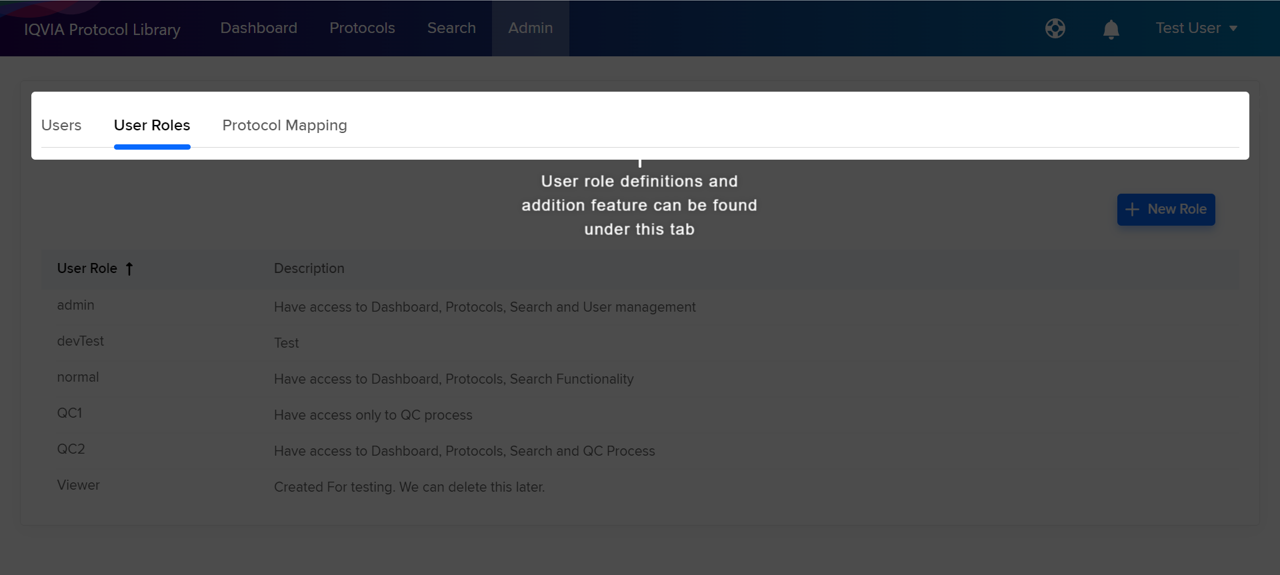 IQVIA Protocol Library Dashboard Protocols Search Admin Test User
Users User Roles Protocol Mapping
User role definitions and
addition feature can be found
under this tab
New Role
User Role Description
admin Have access to Dashboard, Protocols, Search and User management
devTest Test
normal Have access to Dashboard, Protocols, Search Functionality
QC1 Have access only to QC process
QC2 Have access to Dashboard, Protocols, Search and QC Process
Viewer Created For testing. We can delete this later.